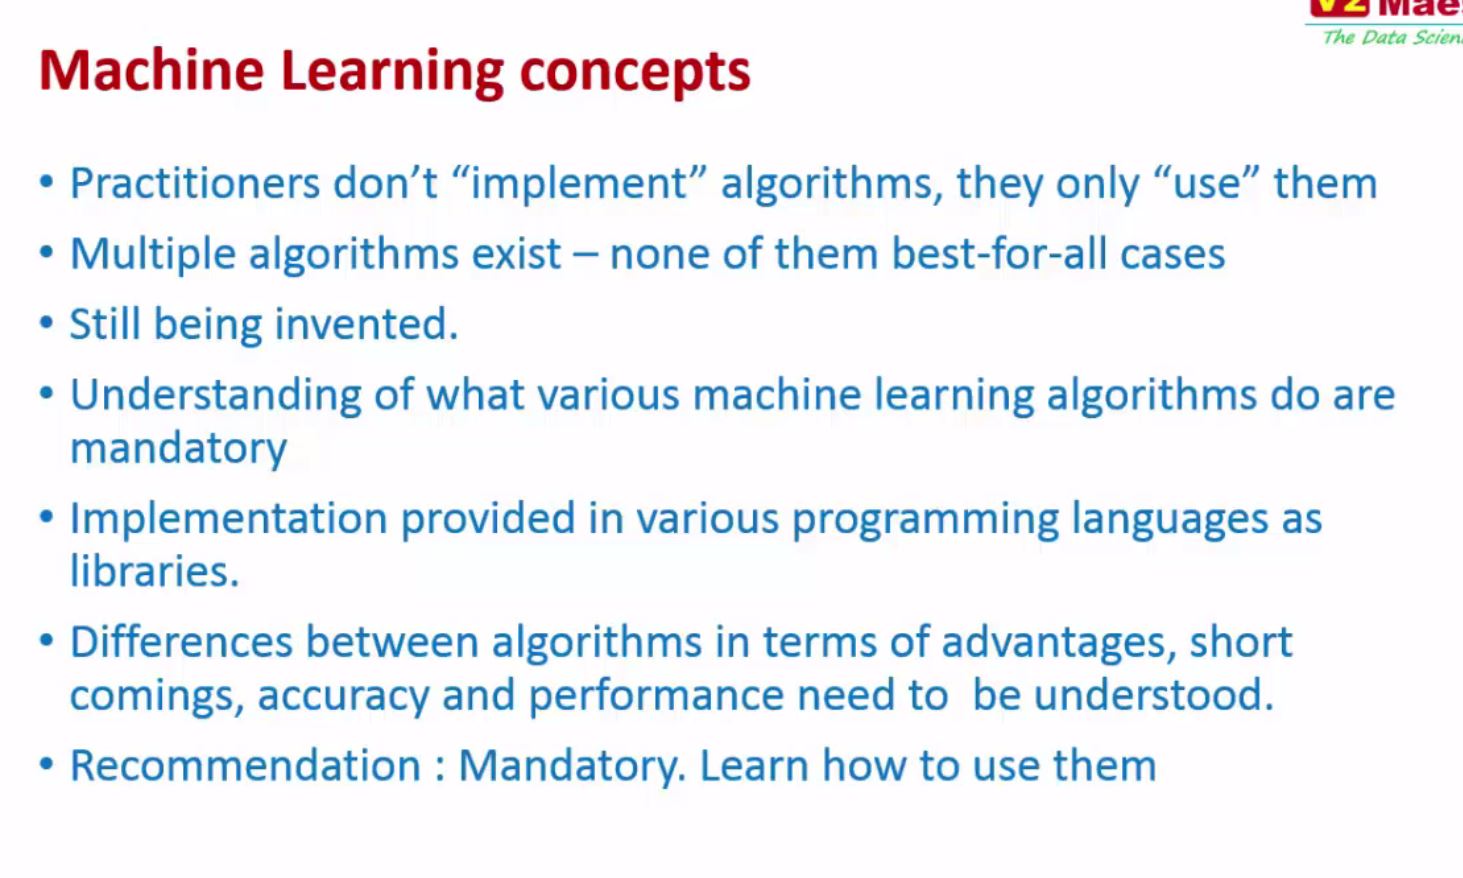 V2 Mae
The Data Scien
Machine Learning concepts
• Practitioners don’t “implement” algorithms, they only “use” them
• Multiple algorithms exist – none of them best-for-all cases
• Still being invented.
• Understanding of what various machine learning algorithms do are
mandatory
• Implementation provided in various programming languages as
libraries.
• Differences between algorithms in terms of advantages, short
comings, accuracy and performance need to  be understood.
• Recommendation : Mandatory. Learn how to use them